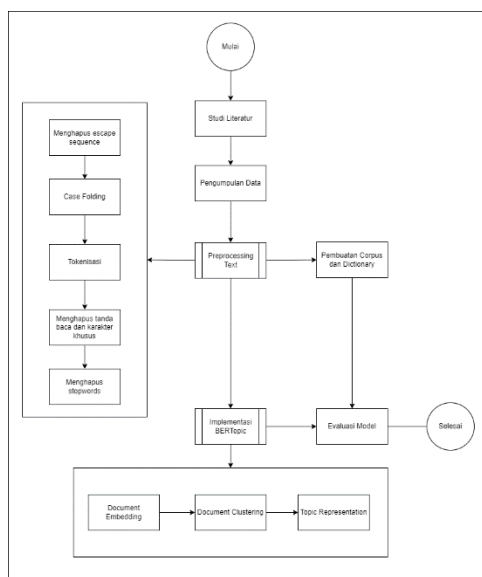 Mulai
Studi Literatur
Pengumpulan Data
Preprocessing
Text
Pembuatan Corpus
dan Dictionary
Menghapus escape
sequence
Case Folding
Tokenisasi
Menghapus tanda
baca dan karakter
khusus
Menghapus
stopwords
Implementasi
BERTopic
Evaluasi Model
Selesai
Document
Embedding
Document Clustering
Topic Representation